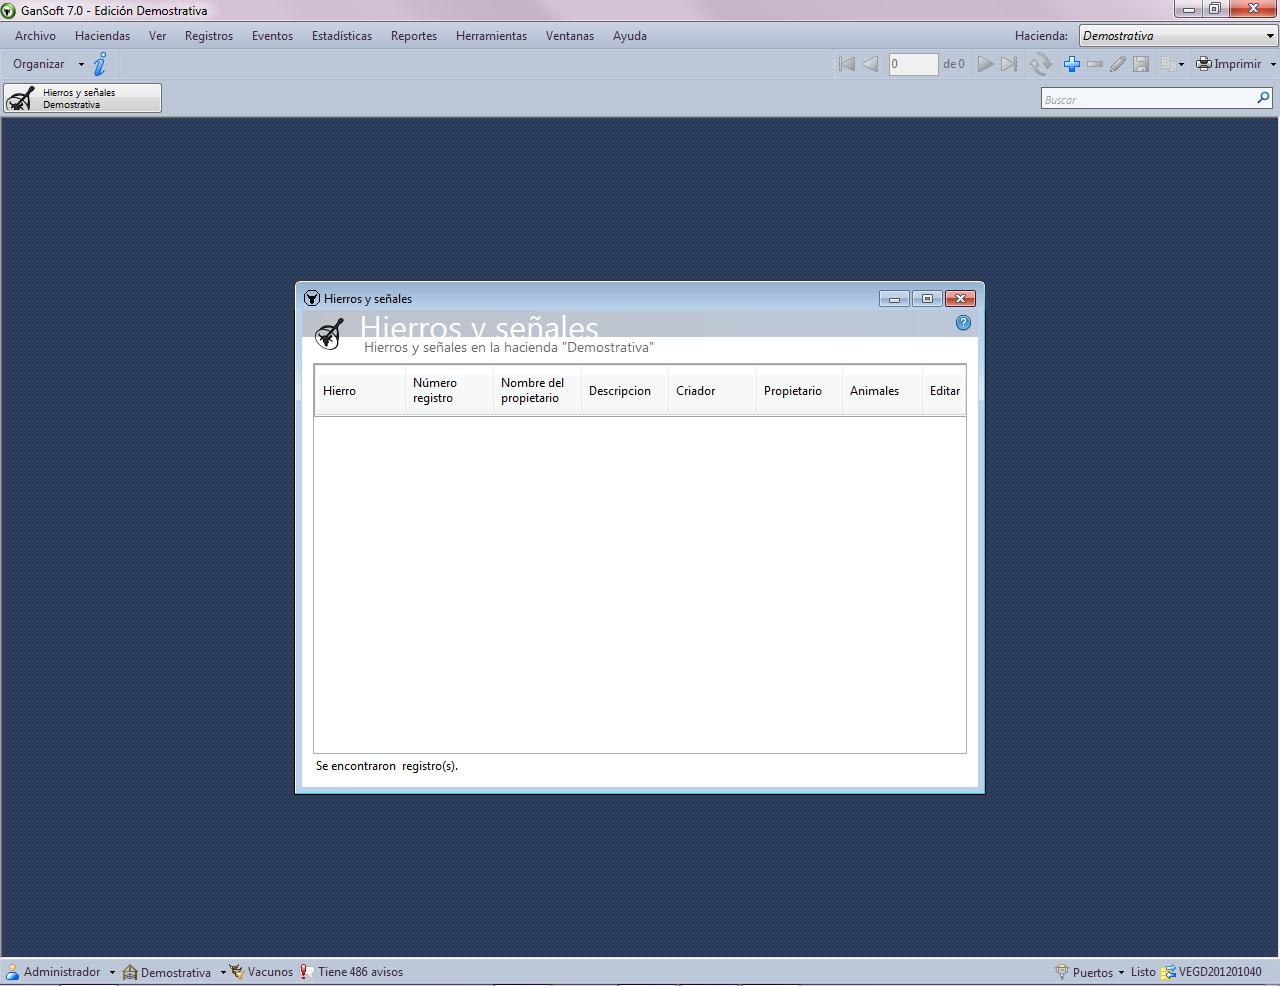 GanSoft 7.0 - Edición Demostrativa
Archivo Haciendas Ver Registros Eventos Estadísticas Reportes Herramientas Ventanas Ayuda Hacienda: Demostrativa
Organizar 0 de 0 Imprimir
Hierros y señales
Demostrativa
Buscar
Hierros y señales
Hierros y señales
Hierros y señales en la hacienda "Demostrativa"
Hierro Número registro Nombre del propietario Descripcion Criador Propietario Animales Editar
Se encontraron registro(s).
Administrador Demostrativa Vacunos Tiene 486 avisos Puertos Listo VEGD201201040